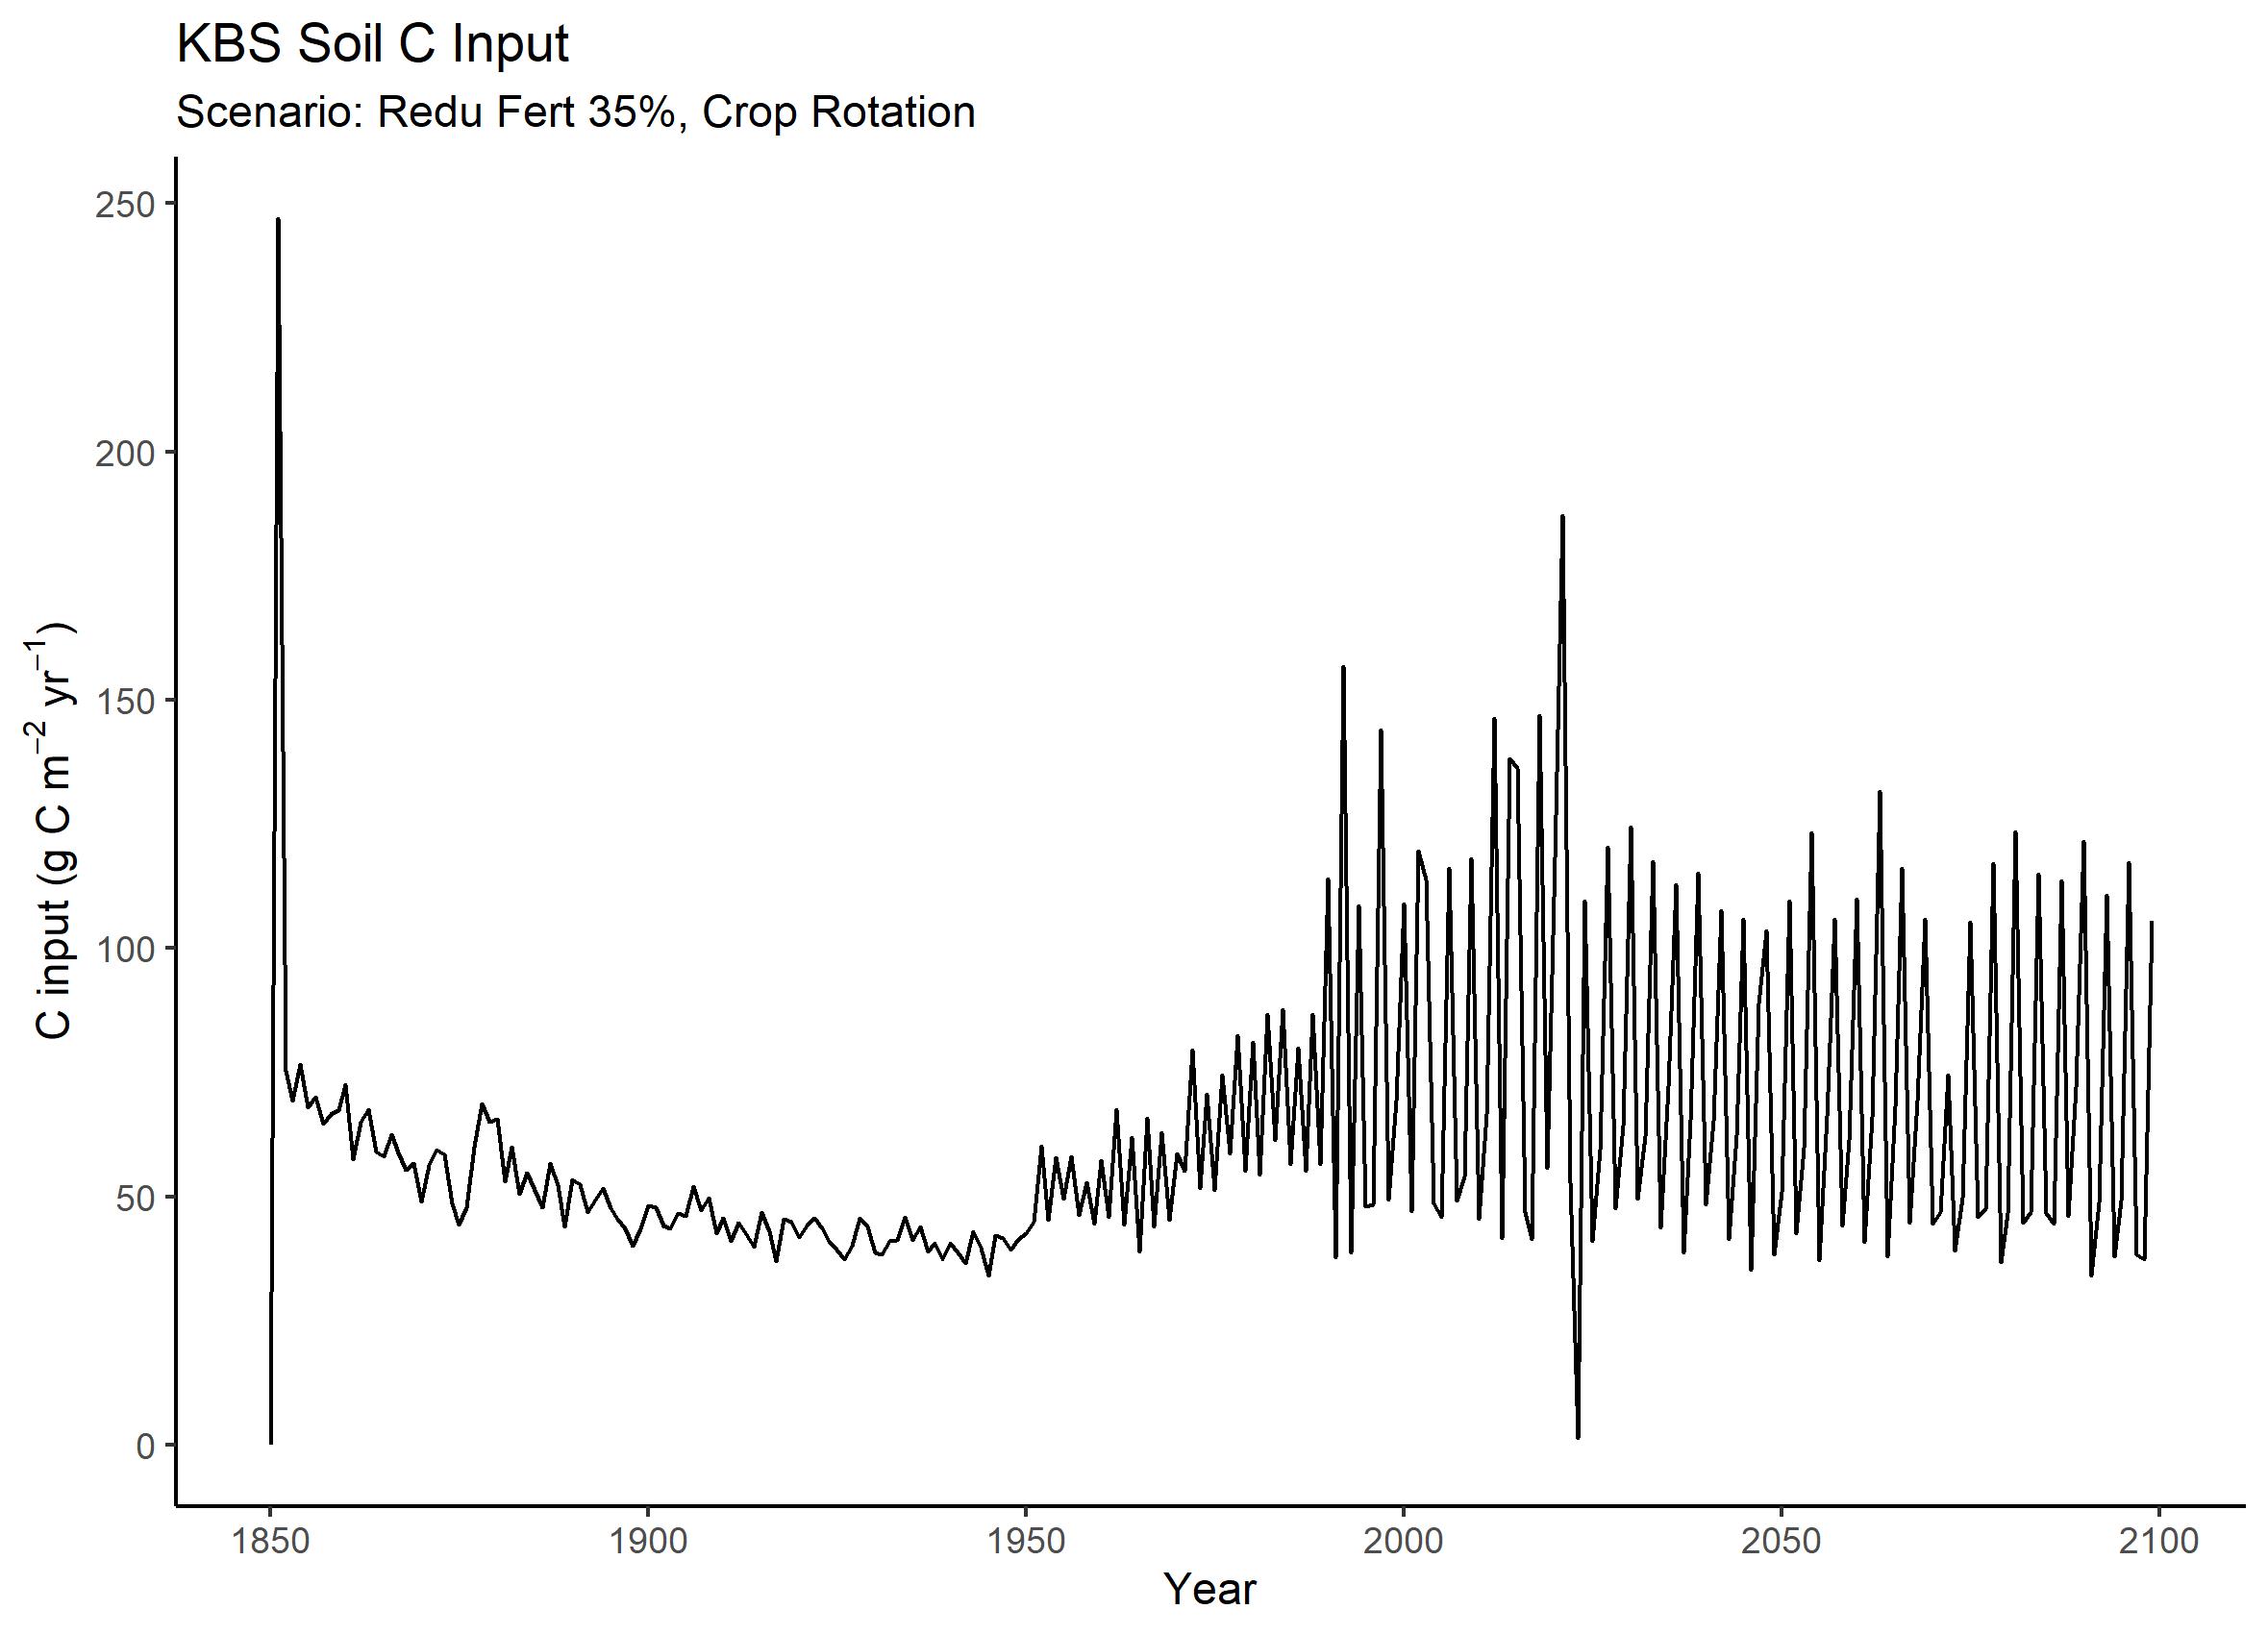 KBS Soil C Input
Scenario: Redu Fert 35%, Crop Rotation
250
200
150
100
50
0
C input (g C m⁻² yr⁻¹)
1850 1900 1950 2000 2050 2100
Year